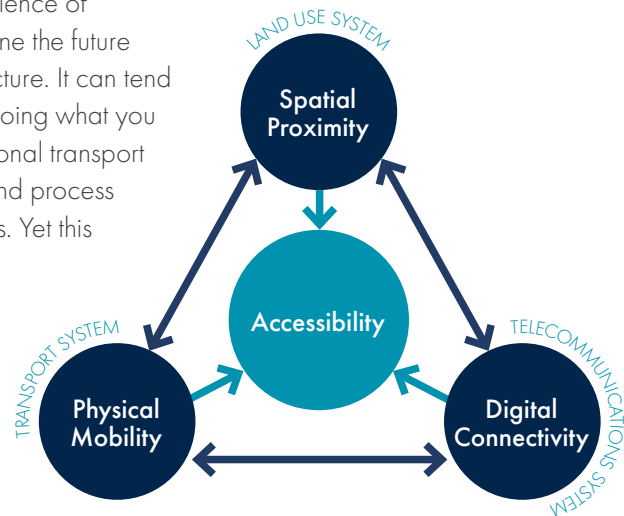 ience of
ne the future
cture. It can tend
oing what you
onal transport
nd process
s. Yet this
LAND USE SYSTEM
Spatial
Proximity
Accessibility
TRANSPORT SYSTEM
Physical
Mobility
TELECOMMUNICATIONS SYSTEM
Digital
Connectivity